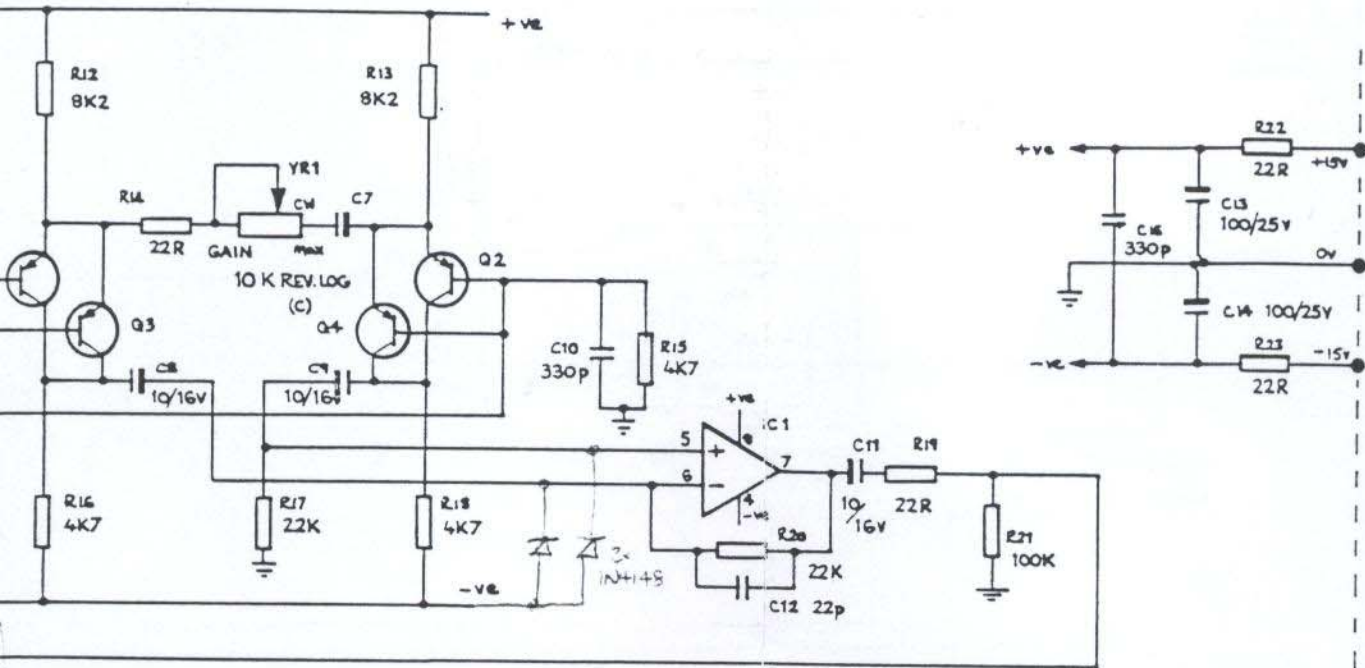 +ve
R12
8K2
R13
8K2
VR1
R14
22R
GAIN
CW
max
C7
10 K REV.LOG
(C)
Q2
Q3
Q4
C8
10/16V
C9
10/16V
C10
330p
R15
4K7
R16
4K7
R17
22K
R18
4K7
-ve
2x
1N4148
+ve
IC1
8
5
+
6
-
7
4
-ve
R20
22K
C12 22p
C11
10/16V
R19
22R
R21
100K
+ve
R22
22R
+15V
C13
100/25V
C16
330p
0V
C14 100/25V
-ve
R23
22R
-15V